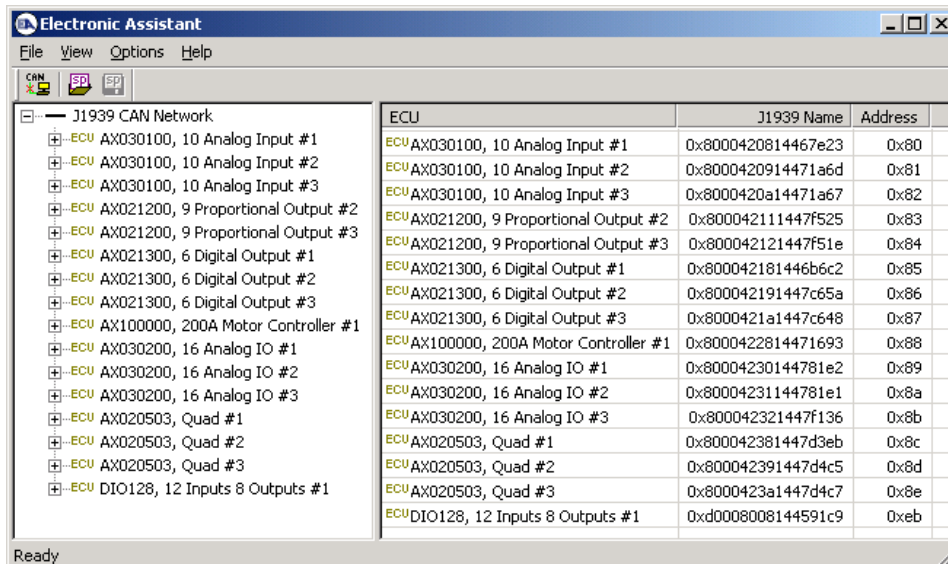 Electronic Assistant
File View Options Help
CAN SP SP
J1939 CAN Network
ECU AX030100, 10 Analog Input #1
ECU AX030100, 10 Analog Input #2
ECU AX030100, 10 Analog Input #3
ECU AX021200, 9 Proportional Output #2
ECU AX021200, 9 Proportional Output #3
ECU AX021300, 6 Digital Output #1
ECU AX021300, 6 Digital Output #2
ECU AX021300, 6 Digital Output #3
ECU AX100000, 200A Motor Controller #1
ECU AX030200, 16 Analog IO #1
ECU AX030200, 16 Analog IO #2
ECU AX030200, 16 Analog IO #3
ECU AX020503, Quad #1
ECU AX020503, Quad #2
ECU AX020503, Quad #3
ECU DIO128, 12 Inputs 8 Outputs #1
ECU J1939 Name Address
ECU AX030100, 10 Analog Input #1 0x8000420814467e23 0x80
ECU AX030100, 10 Analog Input #2 0x8000420914471a6d 0x81
ECU AX030100, 10 Analog Input #3 0x8000420a14471a67 0x82
ECU AX021200, 9 Proportional Output #2 0x800042111447f525 0x83
ECU AX021200, 9 Proportional Output #3 0x800042121447f51e 0x84
ECU AX021300, 6 Digital Output #1 0x800042181446b6c2 0x85
ECU AX021300, 6 Digital Output #2 0x800042191447c65a 0x86
ECU AX021300, 6 Digital Output #3 0x8000421a1447c648 0x87
ECU AX100000, 200A Motor Controller #1 0x8000422814471693 0x88
ECU AX030200, 16 Analog IO #1 0x80004230144781e2 0x89
ECU AX030200, 16 Analog IO #2 0x80004231144781e1 0x8a
ECU AX030200, 16 Analog IO #3 0x800042321447f136 0x8b
ECU AX020503, Quad #1 0x800042381447d3eb 0x8c
ECU AX020503, Quad #2 0x800042391447d4c5 0x8d
ECU AX020503, Quad #3 0x8000423a1447d4c7 0x8e
ECU DIO128, 12 Inputs 8 Outputs #1 0xd0008008144591c9 0xeb
Ready